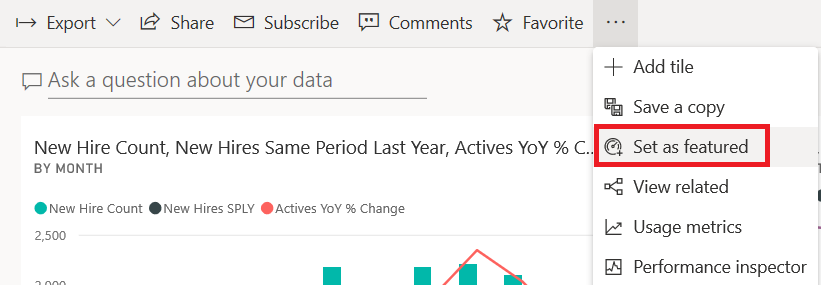 Export Share Subscribe Comments Favorite ...
Add tile
Ask a question about your data
Save a copy
New Hire Count, New Hires Same Period Last Year, Actives YoY % C...
BY MONTH
Set as featured
View related
New Hire Count New Hires SPLY Actives YoY % Change
Usage metrics
2,500
Performance inspector